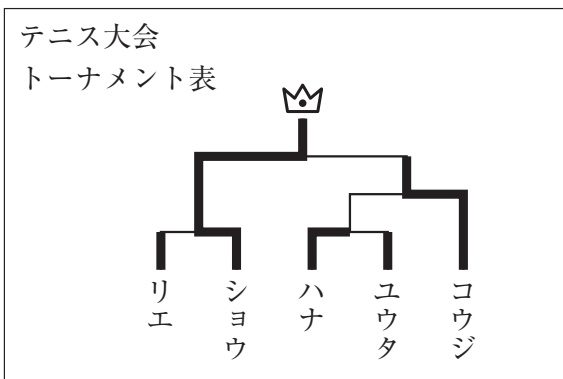 テニス大会
トーナメント表
リエ
ショウ
ハナ
ユウタ
コウジ